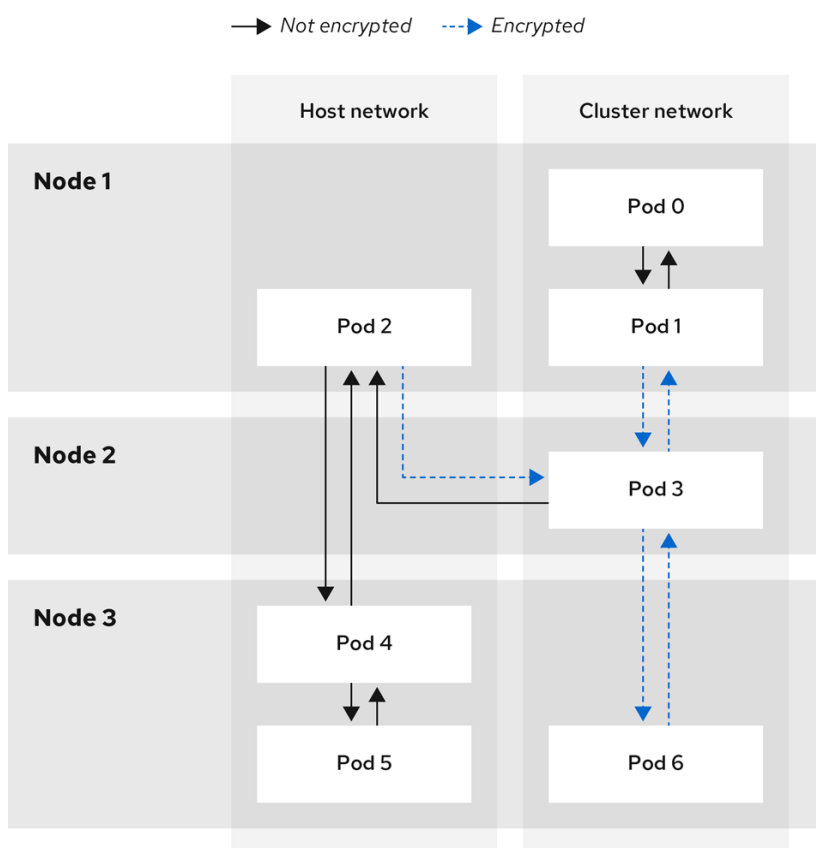 Not encrypted
Encrypted
Host network
Cluster network
Node 1
Pod 0
Pod 2
Pod 1
Node 2
Pod 3
Node 3
Pod 4
Pod 5
Pod 6